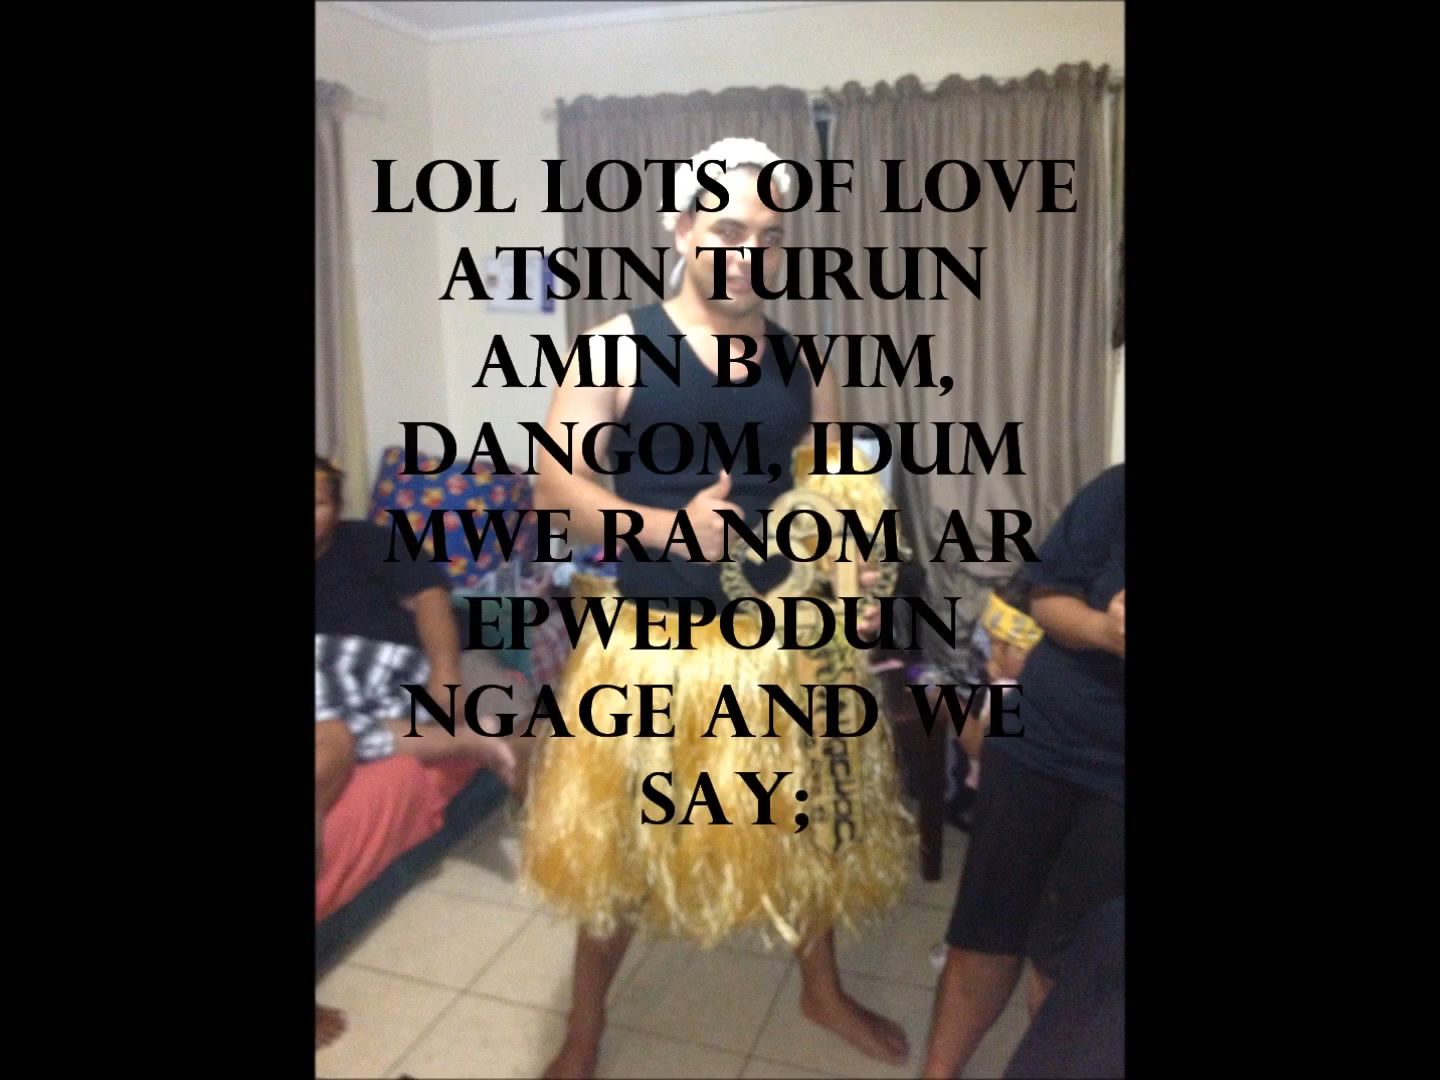 LOL LOTS OF LOVE
ATSIN TURUN
AMIN BWIM,
DANGOM, IDUM
MWE RANOM AR
EPWEPODUN
NGAGE AND WE
SAY;